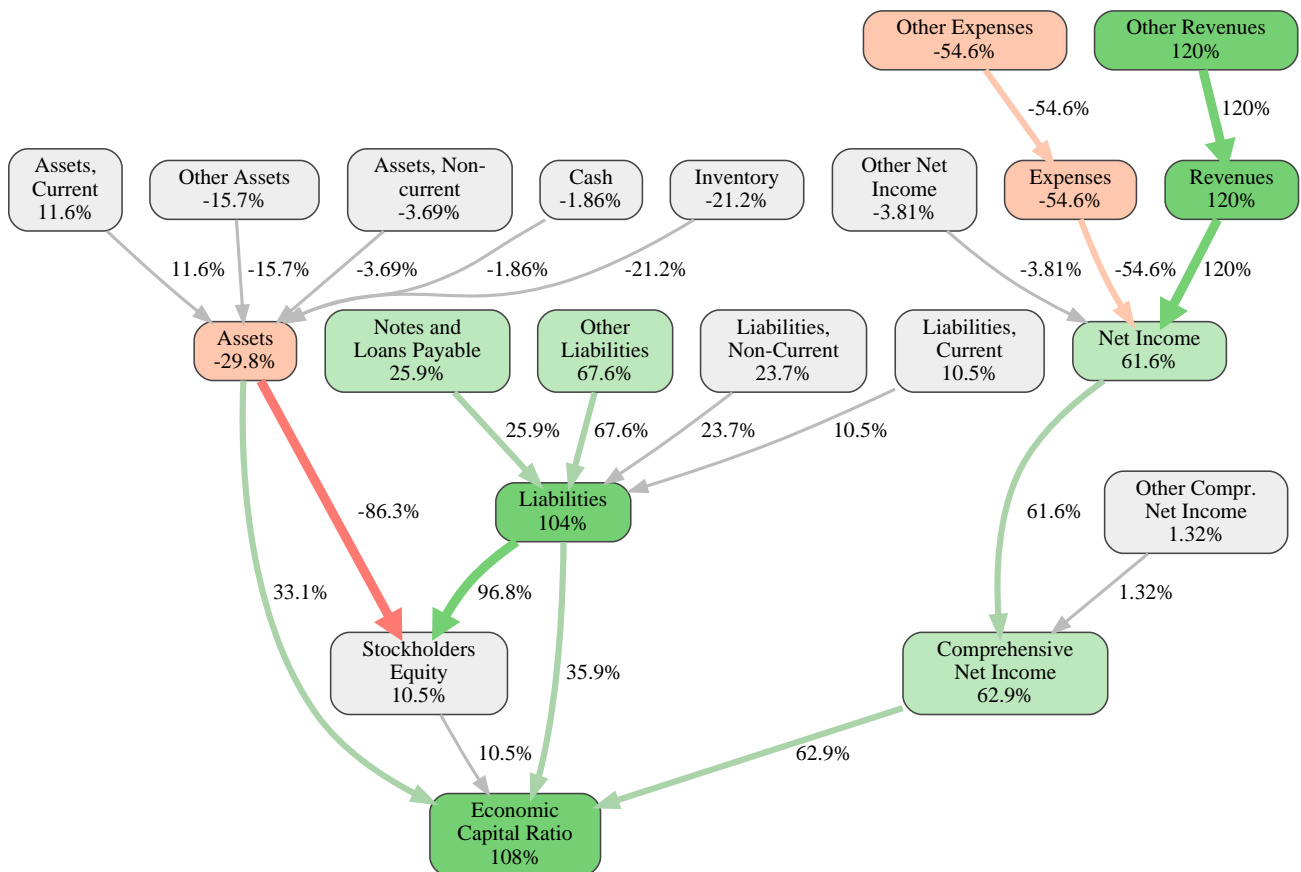 Other Expenses
-54.6%
Other Revenues
120%
-54.6%
120%
Assets,
Current
11.6%
Other Assets
-15.7%
Assets, Non-
current
-3.69%
Cash
-1.86%
Inventory
-21.2%
Other Net
Income
-3.81%
Expenses
-54.6%
Revenues
120%
11.6%
-15.7%
-3.69%
-1.86%
-21.2%
-3.81%
-54.6%
120%
Assets
-29.8%
Notes and
Loans Payable
25.9%
Other
Liabilities
67.6%
Liabilities,
Non-Current
23.7%
Liabilities,
Current
10.5%
Net Income
61.6%
25.9%
67.6%
23.7%
10.5%
Liabilities
104%
-86.3%
61.6%
Other Compr.
Net Income
1.32%
33.1%
96.8%
1.32%
Stockholders
Equity
10.5%
35.9%
Comprehensive
Net Income
62.9%
10.5%
62.9%
Economic
Capital Ratio
108%